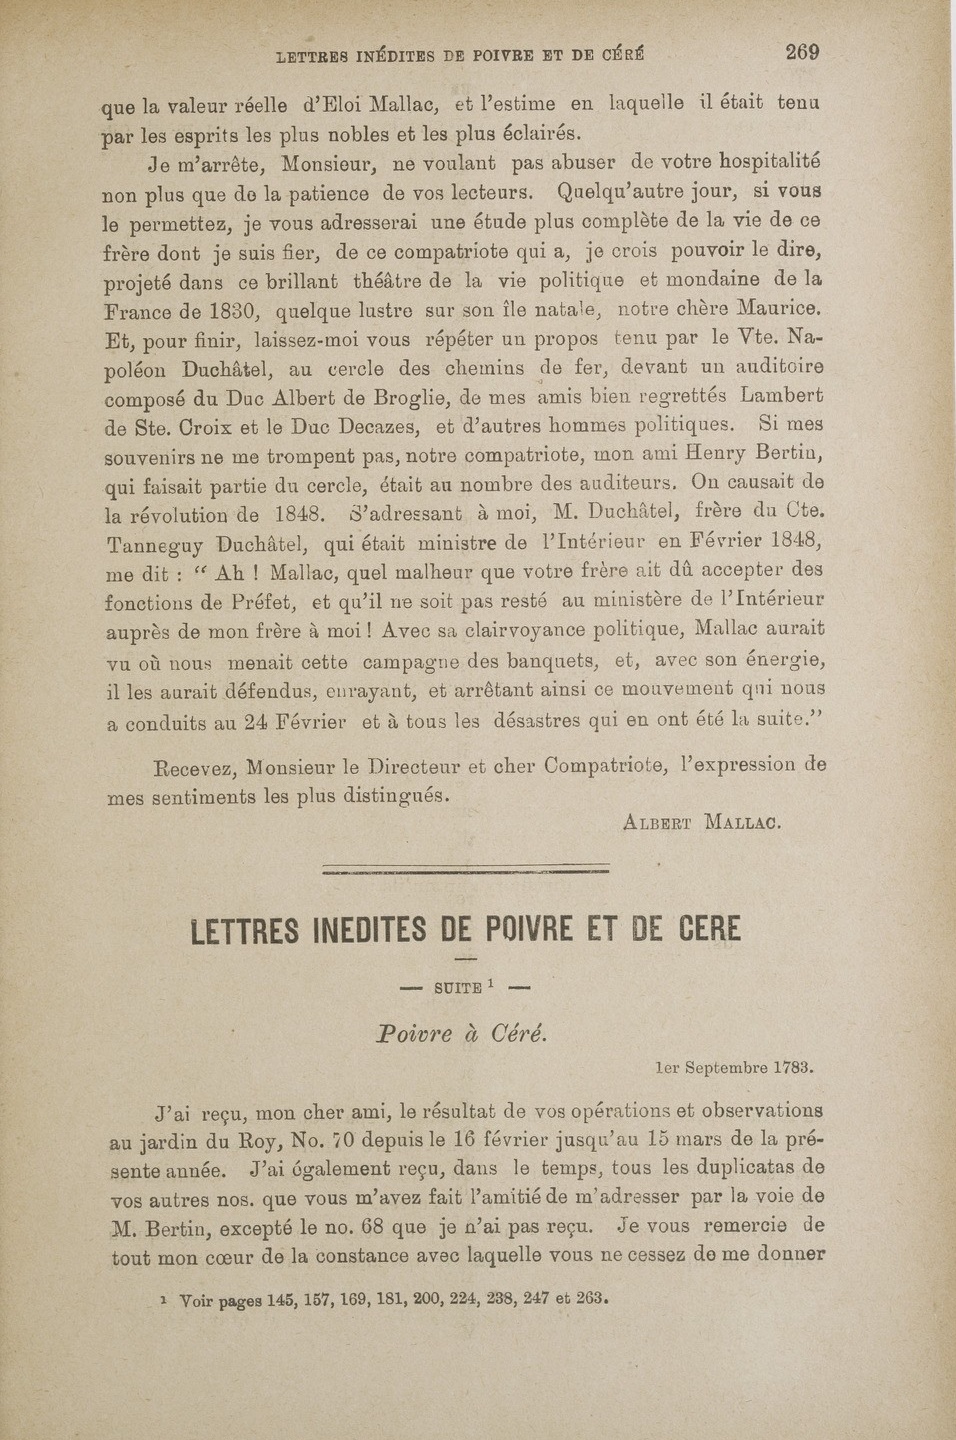 LETTRES INÉDITES DE POIVRE ET DE CÉRÉ 269
que la valeur réelle d'Eloi Mallac, et l'estime en laquelle il était tenu
par les esprits les plus nobles et les plus éclairés.
Je m'arrête, Monsieur, ne voulant pas abuser de votre hospitalité
non plus que de la patience de vos lecteurs. Quelqu'autre jour, si vous
le permettez, je vous adresserai une étude plus complète de la vie de ce
frère dont je suis fier, de ce compatriote qui a, je crois pouvoir le dire,
projeté dans ce brillant théâtre de la vie politique et mondaine de la
France de 1830, quelque lustre sur son île natale, notre chère Maurice.
Et, pour finir, laissez-moi vous répéter un propos tenu par le Vte. Na-
poléon Duchâtel, au cercle des chemins de fer, devant un auditoire
composé du Duc Albert de Broglie, de mes amis bien regrettés Lambert
de Ste. Croix et le Duc Decazes, et d'autres hommes politiques. Si mes
souvenirs ne me trompent pas, notre compatriote, mon ami Henry Bertin,
qui faisait partie du cercle, était au nombre des auditeurs. On causait de
la révolution de 1848. S'adressant à moi, M. Duchâtel, frère du Cte.
Tanneguy Duchâtel, qui était ministre de l'Intérieur en Février 1848,
me dit : “ Ah ! Mallac, quel malheur que votre frère ait dû accepter des
fonctions de Préfet, et qu'il ne soit pas resté au ministère de l'Intérieur
auprès de mon frère à moi ! Avec sa clairvoyance politique, Mallac aurait
vu où nous menait cette campagne des banquets, et, avec son énergie,
il les aurait défendus, enrayant, et arrêtant ainsi ce mouvement qui nous
a conduits au 24 Février et à tous les désastres qui en ont été la suite.”
Recevez, Monsieur le Directeur et cher Compatriote, l'expression de
mes sentiments les plus distingués.
ALBERT MALLAC.
LETTRES INEDITES DE POIVRE ET DE CERE
— SUITE ¹ —
Poivre à Céré.
1er Septembre 1783.
J'ai reçu, mon cher ami, le résultat de vos opérations et observations
au jardin du Roy, No. 70 depuis le 16 février jusqu'au 15 mars de la pré-
sente année. J'ai également reçu, dans le temps, tous les duplicatas de
vos autres nos. que vous m'avez fait l'amitié de m'adresser par la voie de
M. Bertin, excepté le no. 68 que je n'ai pas reçu. Je vous remercie de
tout mon cœur de la constance avec laquelle vous ne cessez de me donner
¹ Voir pages 145, 157, 169, 181, 200, 224, 238, 247 et 263.